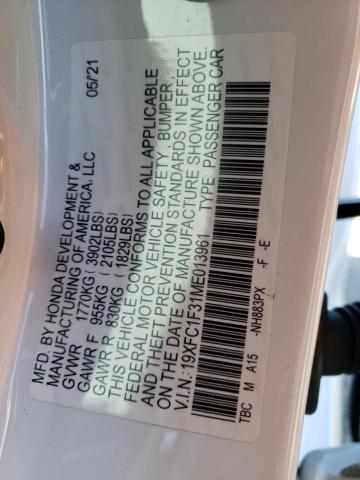 MFD. BY HONDA DEVELOPMENT & 05/'21
MANUFACTURING OF AMERICA, LLC
GVWR 1770KG ( 3902LBS)
GAWR F 955KG ( 2105LBS)
GAWR R 830KG ( 1829LBS)
THIS VEHICLE CONFORMS TO ALL APPLICABLE
FEDERAL MOTOR VEHICLE SAFETY, BUMPER,
AND THEFT PREVENTION STANDARDS IN EFFECT
ON THE DATE OF MANUFACTURE SHOWN ABOVE.
V.I.N.: 19XFC1F31ME013961 TYPE: PASSENGER CAR
TBC M A15 -NH883PX -F -E